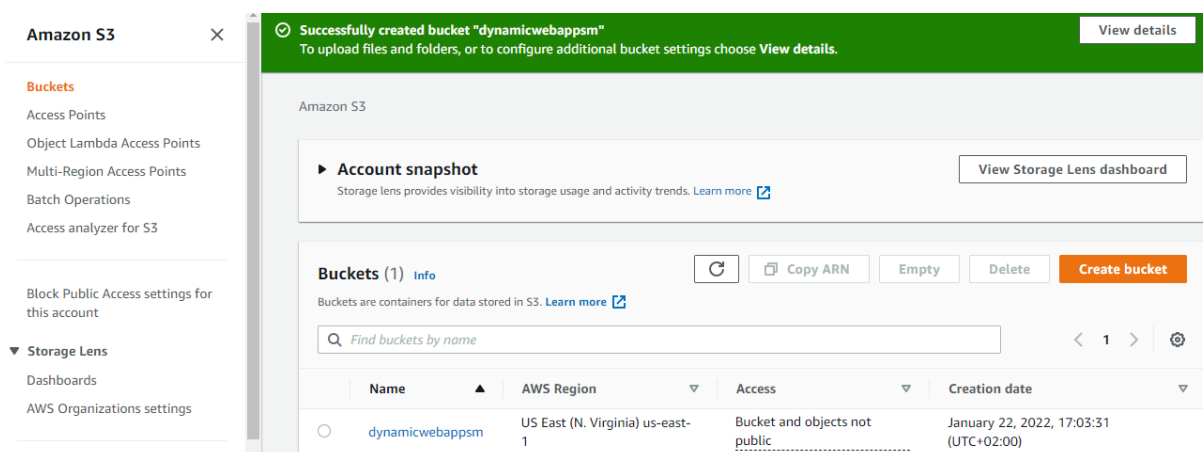 Amazon S3
Buckets
Access Points
Object Lambda Access Points
Multi-Region Access Points
Batch Operations
Access analyzer for S3
Block Public Access settings for
this account
Storage Lens
Dashboards
AWS Organizations settings
Successfully created bucket "dynamicwebappsm"
To upload files and folders, or to configure additional bucket settings choose View details.
View details
Amazon S3
Account snapshot
Storage lens provides visibility into storage usage and activity trends. Learn more
View Storage Lens dashboard
Buckets (1) Info
Buckets are containers for data stored in S3. Learn more
Copy ARN
Empty
Delete
Create bucket
Find buckets by name
1
Name AWS Region Access Creation date
dynamicwebappsm
US East (N. Virginia) us-east-
1
Bucket and objects not
public
January 22, 2022, 17:03:31
(UTC+02:00)